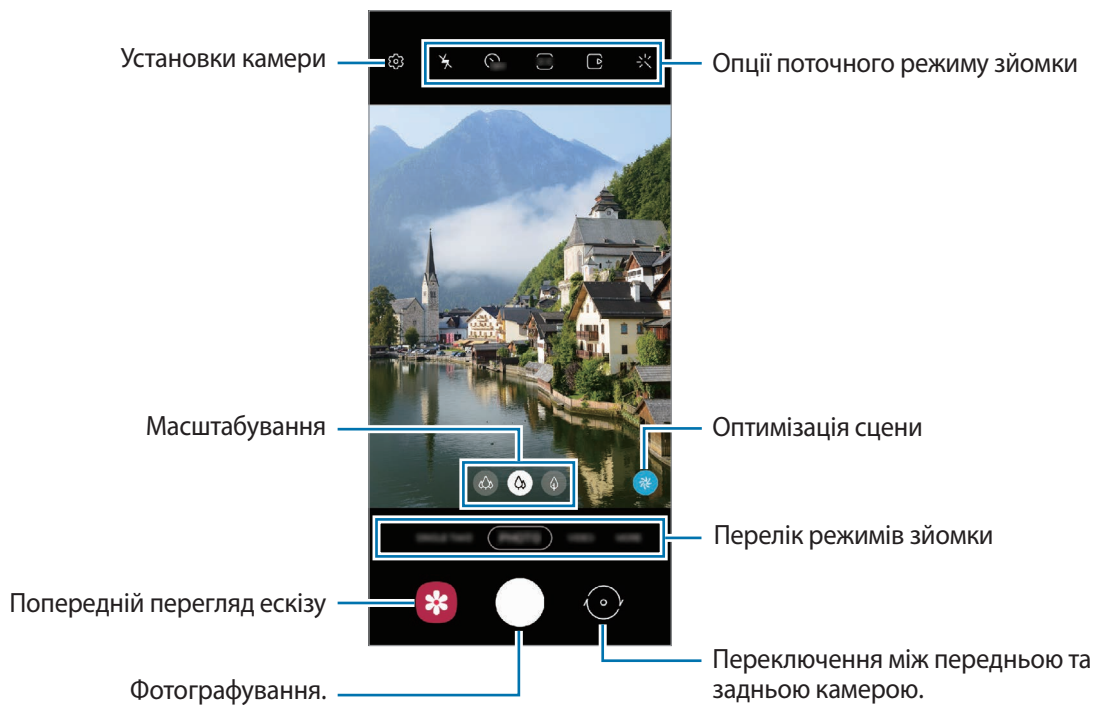 Установки камери
Опції поточного режиму зйомки
Масштабування
Оптимізація сцени
Перелік режимів зйомки
Попередній перегляд ескізу
Переключення між передньою та
задньою камерою.
Фотографування.